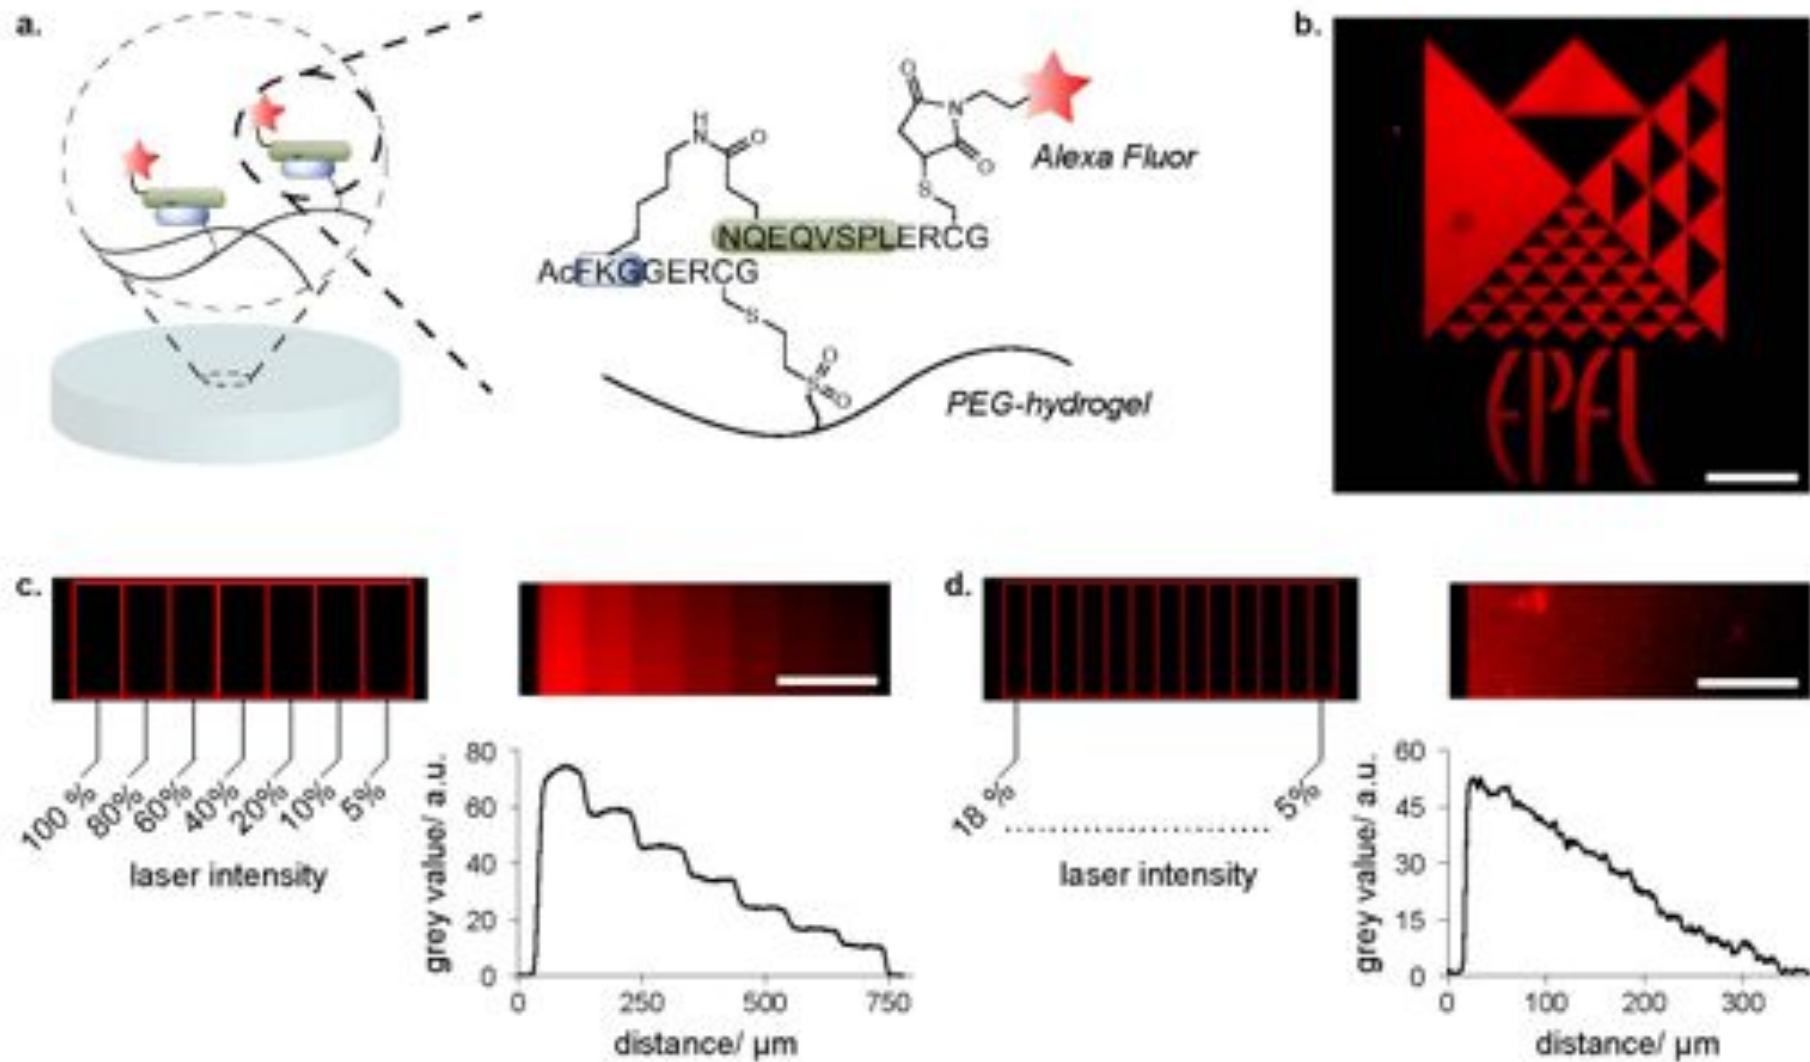 a.
H
N
O
O
N
O
S
Alexa Fluor
NQEQVSPLERCG
AcFKGGERCG
S
O
S
O
PEG-hydrogel
b.
EPFL
c.
100 %
80%
60%
40%
20%
10%
5%
laser intensity
grey value/ a.u.
80
60
40
20
0
0 250 500 750
distance/ µm
d.
18 %
5%
laser intensity
grey value/ a.u.
60
45
30
15
0
0 100 200 300
distance/ µm